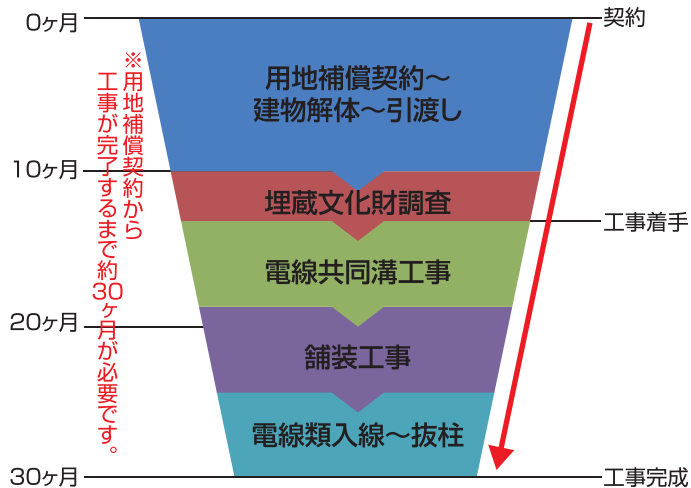 0ヶ月
契約
用地補償契約～
建物解体～引渡し
※用地補償契約から
工事が完了するまで約30ヶ月が必要です。
10ヶ月
埋蔵文化財調査
工事着手
電線共同溝工事
20ヶ月
舗装工事
電線類入線～抜柱
30ヶ月
工事完成